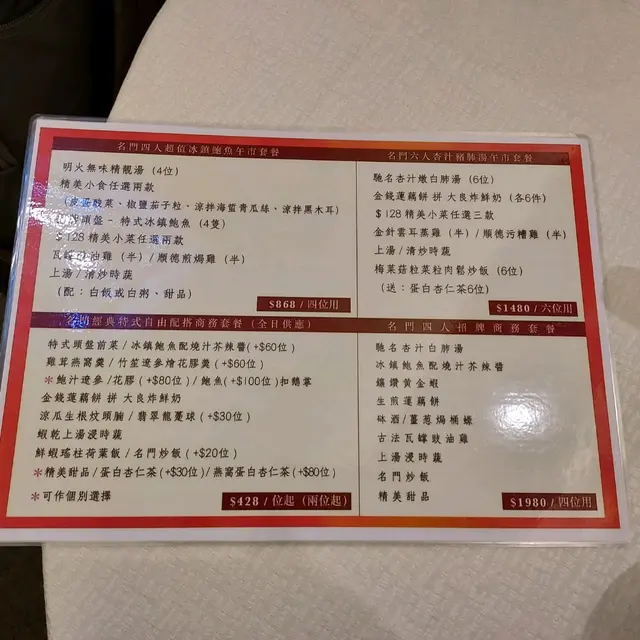 名門四人超值冰鎮鮑魚午市套餐
明火無味精靚湯 (4位)
精美小食任選兩款
(皮蛋酸菜、椒鹽茄子粒、涼拌海蜇青瓜絲、涼拌黑木耳)
頭盤 - 特式冰鎮鮑魚 (4隻)
$128 精美小菜任選兩款
油雞 (半) / 順德煎焗雞 (半)
上湯 / 清炒時蔬
(配 : 白飯或白粥、甜品)
$868 / 四位用
名門六人杏汁豬肺湯午市套餐
馳名杏汁燉白肺湯 (6位)
金錢蓮藕餅 拼 大良炸鮮奶 (各6件)
$128 精美小菜任選三款
金針雲耳蒸雞 (半) / 順德污糟雞 (半)
上湯 / 清炒時蔬
梅菜菇粒菜粒肉鬆炒飯 (6位)
(送 : 蛋白杏仁茶6位)
$1480 / 六位用
經典特式自由配搭商務套餐 (全日供應)
特式頭盤前菜 / 冰鎮鮑魚配燒汁芥辣醬 (+$60位)
雞茸燕窩羹 / 竹笙遼參燴花膠羹 (+$60位)
*鮑汁遼參 / 花膠 (+$80位) / 鮑魚 (+$100位) 扣鵝掌
金錢蓮藕餅 拼 大良炸鮮奶
涼瓜生根炆頭腩 / 翡翠龍躉球 (+$30位)
蝦乾上湯浸時蔬
鮮蝦瑤柱荷葉飯 / 名門炒飯 (+$20位)
*精美甜品 / 蛋白杏仁茶 (+$30位) / 燕窩蛋白杏仁茶 (+$80位)
*可作個別選擇
$428 / 位起 (兩位起)
名門四人招牌商務套餐
馳名杏汁白肺湯
冰鎮鮑魚配燒汁芥辣醬
鑲鑽黃金蝦
生煎蓮藕餅
砵酒 / 薑葱焗桶蠔
古法瓦罉豉油雞
上湯浸時蔬
名門炒飯
精美甜品
$1980 / 四位用